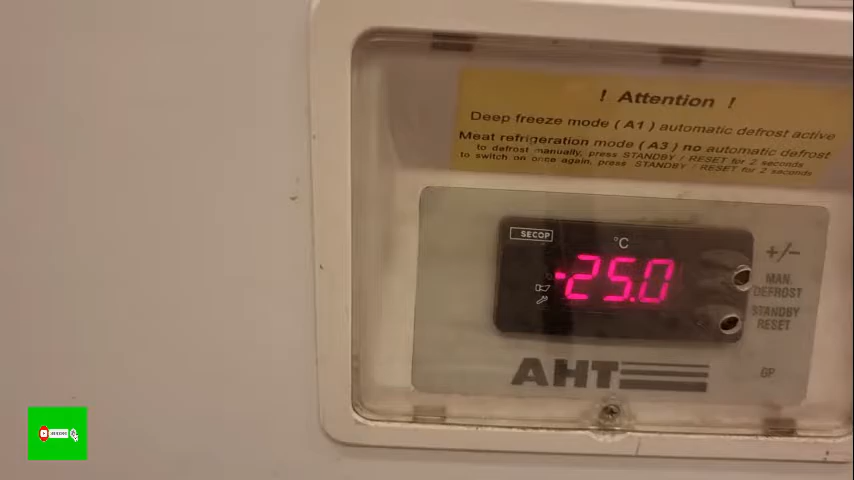 ! Attention !
Deep freeze mode ( A1 ) automatic defrost active
Meat refrigeration mode ( A3 ) no automatic defrost
to defrost manually, press STANDBY / RESET for 2 seconds
to switch on once again, press STANDBY / RESET for 2 seconds
SECOP
°C
-25.0
+/−
MAN.
DEFROST
STANDBY
RESET
AHT
GP